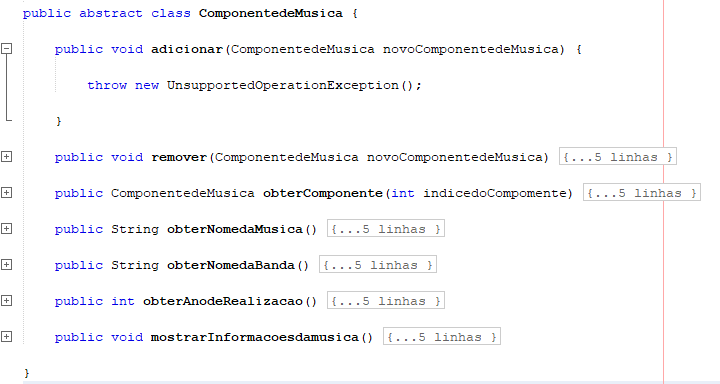 public abstract class ComponentedeMusica {
public void adicionar(ComponentedeMusica novoComponentedeMusica) {
throw new UnsupportedOperationException();
}
public void remover(ComponentedeMusica novoComponentedeMusica) {...5 linhas }
public ComponentedeMusica obterComponente(int indicedoCompomente) {...5 linhas }
public String obterNomedaMusica() {...5 linhas }
public String obterNomedaBanda() {...5 linhas }
public int obterAnodeRealizacao() {...5 linhas }
public void mostrarInformacoesdamusica() {...5 linhas }
}